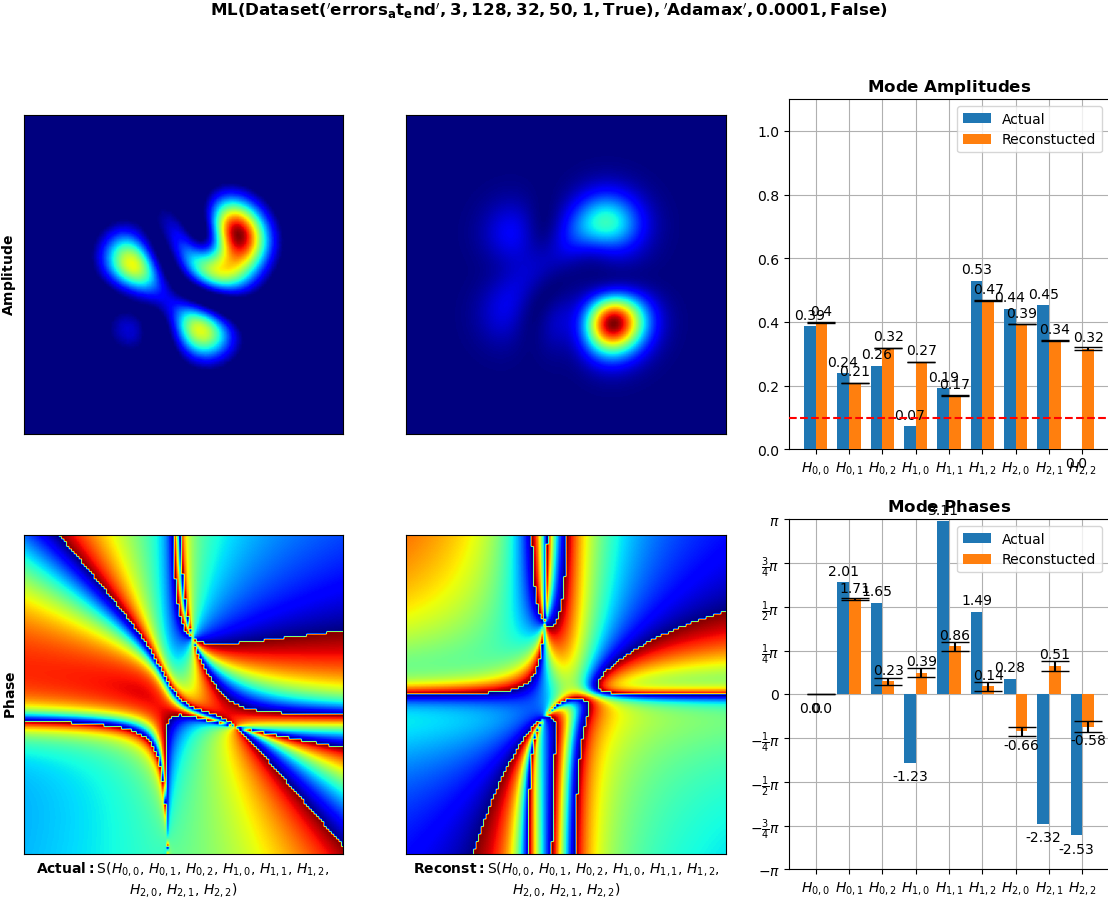 ML(Dataset('errors_at_end', 3, 128, 32, 50, 1, True), 'Adamax', 0.0001, False)
Amplitude
Mode Amplitudes
Actual
Reconstucted
1.0
0.8
0.6
0.4
0.2
0.0
0.39 0.4 0.24 0.21 0.26 0.32 0.07 0.27 0.19 0.17 0.53 0.47 0.44 0.39 0.45 0.34 0.0 0.32
H0,0 H0,1 H0,2 H1,0 H1,1 H1,2 H2,0 H2,1 H2,2
Phase
Actual: S(H0,0, H0,1, H0,2, H1,0, H1,1, H1,2,
H2,0, H2,1, H2,2)
Reconst: S(H0,0, H0,1, H0,2, H1,0, H1,1, H1,2,
H2,0, H2,1, H2,2)
Mode Phases
Actual
Reconstucted
π
3/4π
1/2π
1/4π
0
−1/4π
−1/2π
−3/4π
−π
0.0 0.0 2.01 1.71 1.65 0.23 -1.23 0.39 3.11 0.86 1.49 0.14 0.28 -0.66 -2.32 0.51 -2.53 -0.58
H0,0 H0,1 H0,2 H1,0 H1,1 H1,2 H2,0 H2,1 H2,2